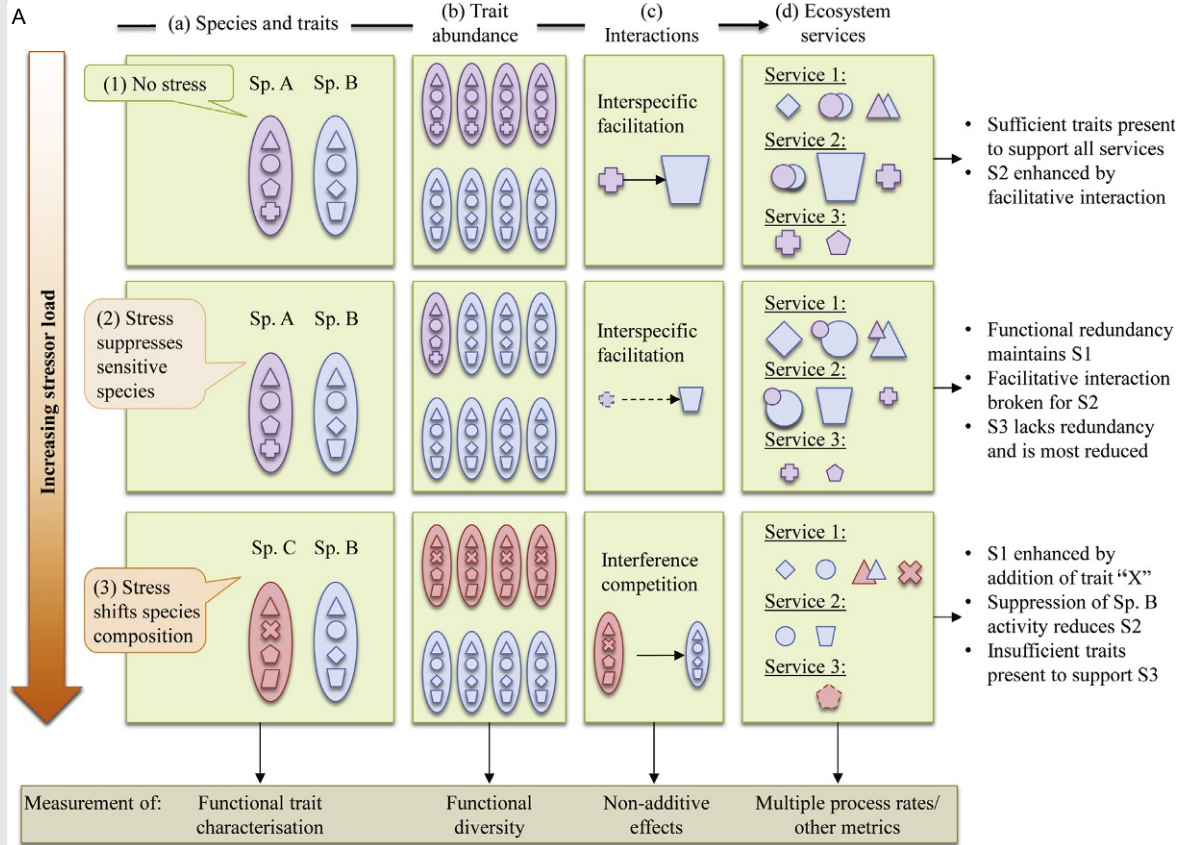 A
(a) Species and traits
(b) Trait
abundance
(c)
Interactions
(d) Ecosystem
services
Increasing stressor load
(1) No stress
Sp. A
Sp. B
Interspecific
facilitation
Service 1:
Service 2:
Service 3:
• Sufficient traits present
to support all services
• S2 enhanced by
facilitative interaction
(2) Stress
suppresses
sensitive
species
Sp. A
Sp. B
Interspecific
facilitation
Service 1:
Service 2:
Service 3:
• Functional redundancy
maintains S1
• Facilitative interaction
broken for S2
• S3 lacks redundancy
and is most reduced
(3) Stress
shifts species
composition
Sp. C
Sp. B
Interference
competition
Service 1:
Service 2:
Service 3:
• S1 enhanced by
addition of trait “X”
• Suppression of Sp. B
activity reduces S2
• Insufficient traits
present to support S3
Measurement of:
Functional trait
characterisation
Functional
diversity
Non-additive
effects
Multiple process rates/
other metrics